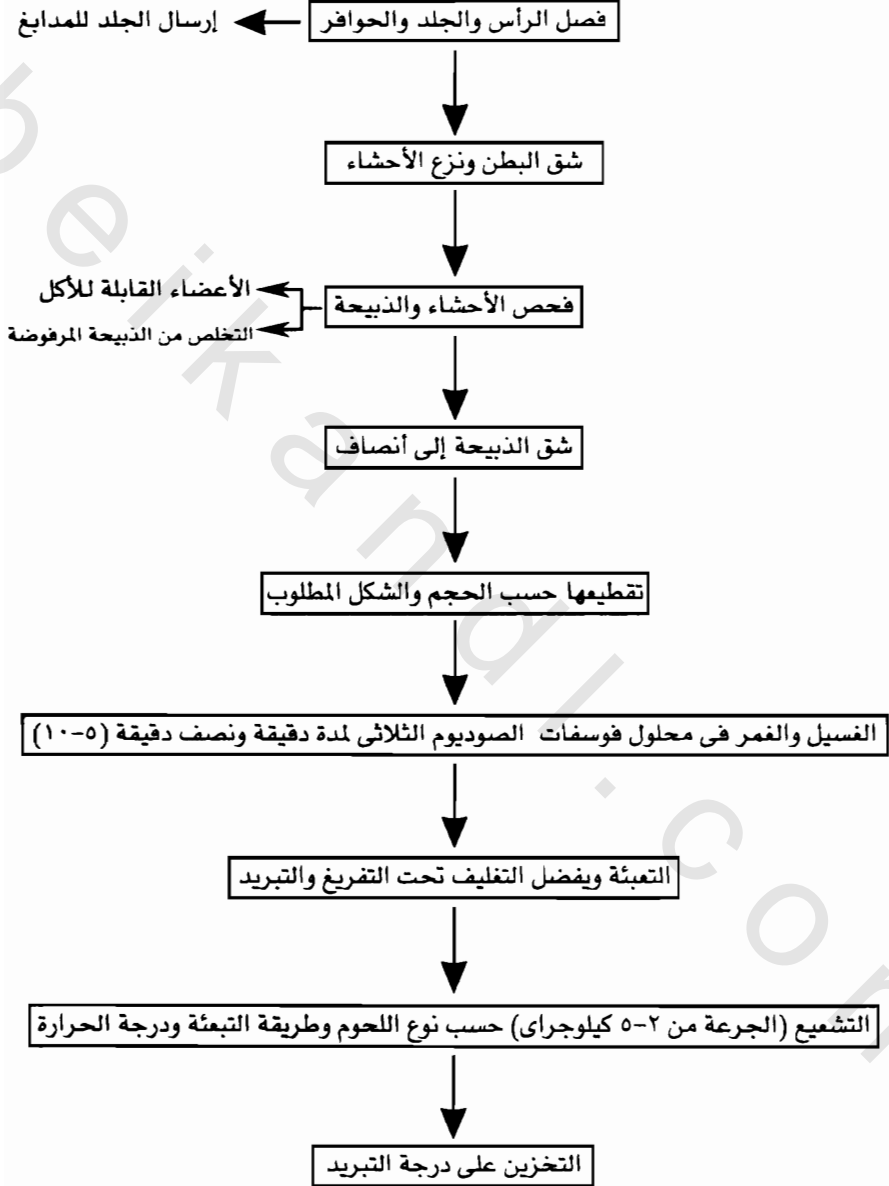 فصل الرأس والجلد والحوافر
إرسال الجلد للمدابغ
شق البطن ونزع الأحشاء
فحص الأحشاء والذبيحة
الأعضاء القابلة للأكل
التخلص من الذبيحة المرفوضة
شق الذبيحة إلى أنصاف
تقطيعها حسب الحجم والشكل المطلوب
الغسيل والغمر فى محلول فوسفات الصوديوم الثلاثى لمدة دقيقة ونصف دقيقة (٥-١٠)
التعبئة ويفضل التغليف تحت التفريغ والتبريد
التشعيع (الجرعة من ٢-٥ كيلوجراى) حسب نوع اللحوم وطريقة التبعئة ودرجة الحرارة
التخزين على درجة التبريد
beikandl.com